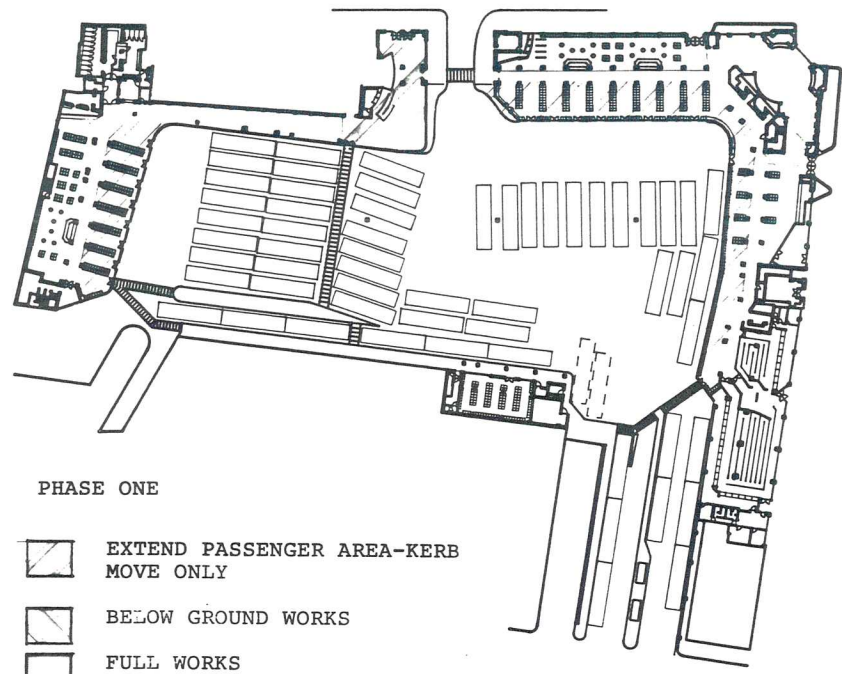 PHASE ONE
EXTEND PASSENGER AREA-KERB
MOVE ONLY
BELOW GROUND WORKS
FULL WORKS